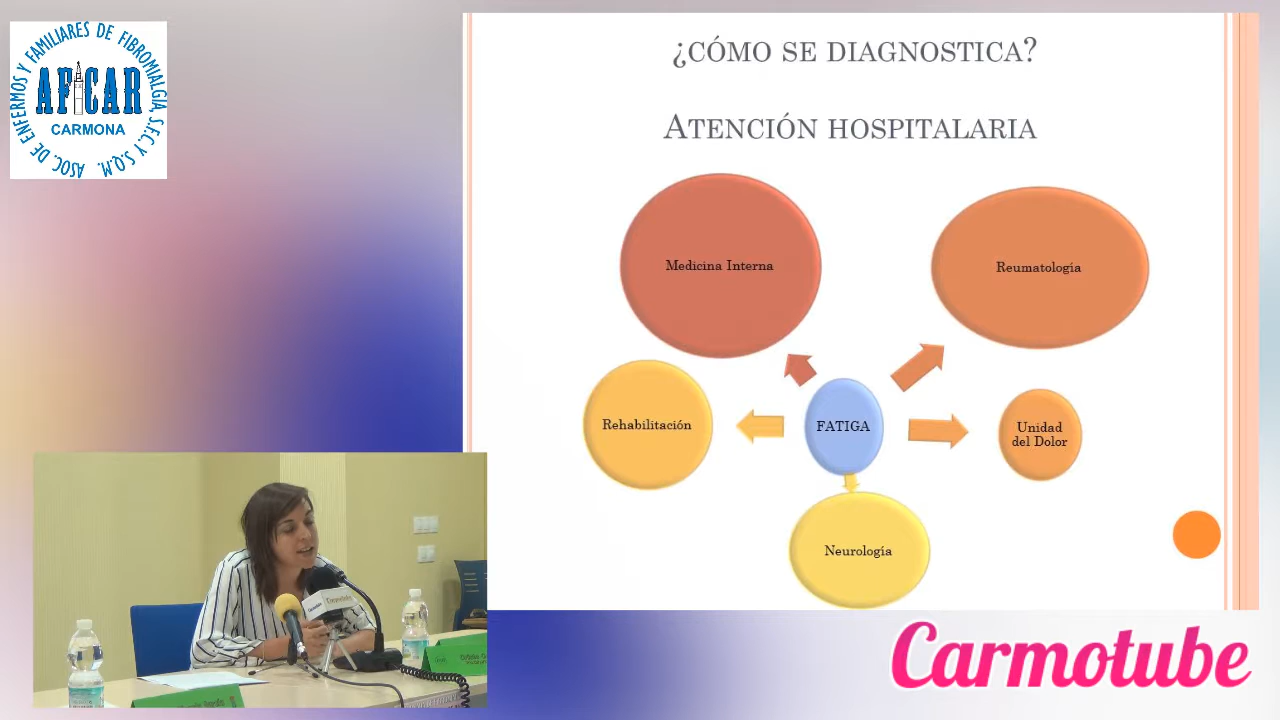 ASOC. DE ENFERMOS Y FAMILIARES DE FIBROMIALGIA, S.F.C. Y S.Q.M.
AFICAR
CARMONA
¿CÓMO SE DIAGNOSTICA?
ATENCIÓN HOSPITALARIA
Medicina Interna
Reumatología
Rehabilitación
FATIGA
Unidad
del Dolor
Neurología
Carmotube